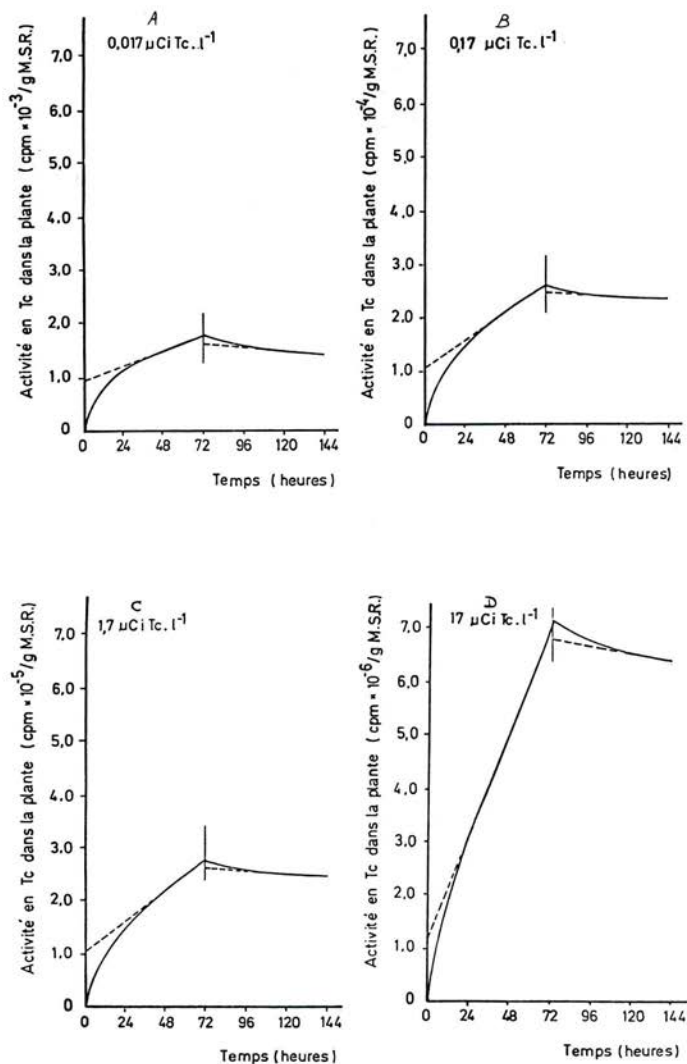 A
0,017 µCi Tc. l⁻¹
Activité en Tc dans la plante ( cpm × 10⁻³/g M.S.R.)
7,0
6.0
5,0
4.0
3.0
2.0
1.0
0
0 24 48 72 96 120 144
Temps (heures)
B
0,17 µCi Tc. l⁻¹
Activité en Tc dans la plante ( cpm × 10⁻⁴/g M.S.R.)
7.0
6.0
5.0
4.0
3.0
2.0
1.0
0
0 24 48 72 96 120 144
Temps (heures)
C
1,7 µCi Tc. l⁻¹
Activité en Tc dans la plante ( cpm × 10⁻⁵/g M.S.R.)
7.0
6.0
5.0
4.0
3.0
2.0
1.0
0
0 24 48 72 96 120 144
Temps (heures)
D
17 µCi Tc. l⁻¹
Activité en Tc dans la plante ( cpm × 10⁻⁶/g M.S.R.)
7.0
6.0
5.0
4.0
3.0
2.0
1.0
0
0 24 48 72 96 120 144
Temps (heures)